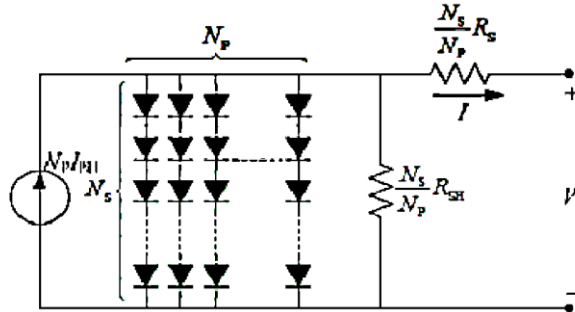 N_P
N_S/N_P R_S
I
+
N_P I_PH
N_S
N_S/N_P R_SH
V
−